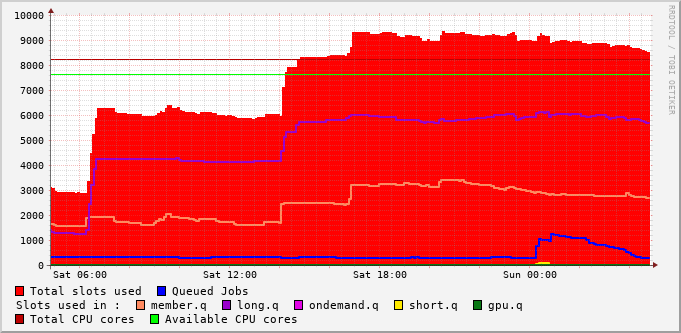 10000
9000
8000
7000
6000
5000
4000
3000
2000
1000
0
Sat 06:00 Sat 12:00 Sat 18:00 Sun 00:00
RRDTOOL / TOBI OETIKER
Total slots used Queued Jobs
Slots used in : member.q long.q ondemand.q short.q gpu.q
Total CPU cores Available CPU cores